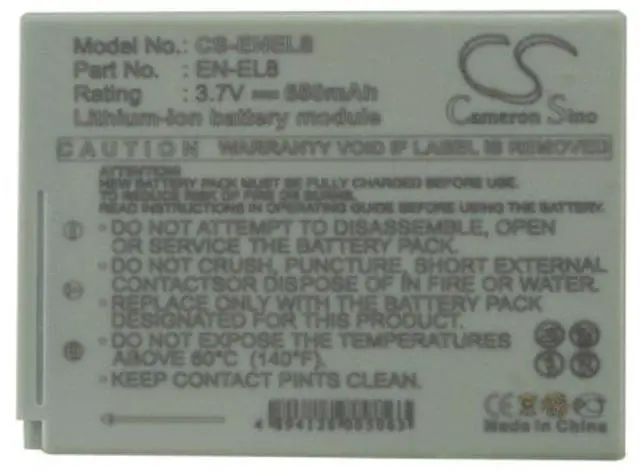 Model No.: CS-ENEL8
Part No.: EN-EL8
Rating : 3.7V 680mAh
Lithium-ion battery module
CS
Cameron Sino
CAUTION WARRANTY VOID IF LABEL IS REMOVED
ATTENTION:
NEW BATTERY PACK MUST BE FULLY CHARGED BEFORE USE.
READ INSTRUCTIONS OR GUIDE BEFORE USING THE BATTERY.
• DO NOT ATTEMPT TO DISASSEMBLE, OPEN
OR SERVICE THE BATTERY PACK.
• DO NOT CRUSH, PUNCTURE, SHORT EXTERNAL
CONTACTSOR DISPOSE OF IN FIRE OR WATER.
• REPLACE ONLY WITH THE BATTERY PACK
DESIGNATED FOR THIS PRODUCT.
• DO NOT EXPOSE THE TEMPERATURES
ABOVE 60°C (140°F).
• KEEP CONTACT PINTS CLEAN.
CE
Made In China